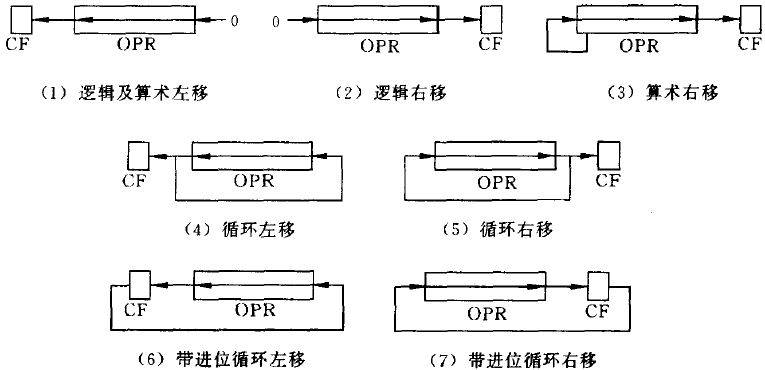 CF OPR 0 0 OPR CF OPR CF
(1) 逻辑及算术左移 (2) 逻辑右移 (3) 算术右移
CF OPR OPR CF
(4) 循环左移 (5) 循环右移
CF OPR OPR CF
(6) 带进位循环左移 (7) 带进位循环右移